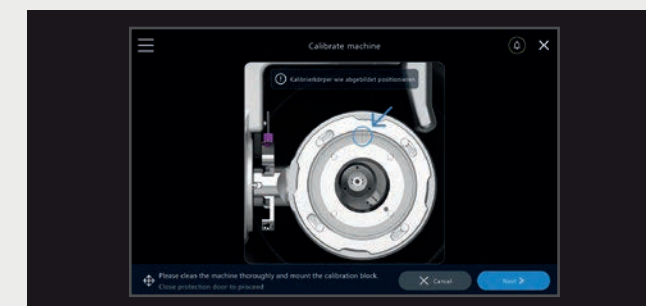 Calibrate machine
Kalibrierkörper wie abgebildet positionieren
Please clean the machine thoroughly and mount the calibration block.
Close protection door to proceed
Cancel
Next